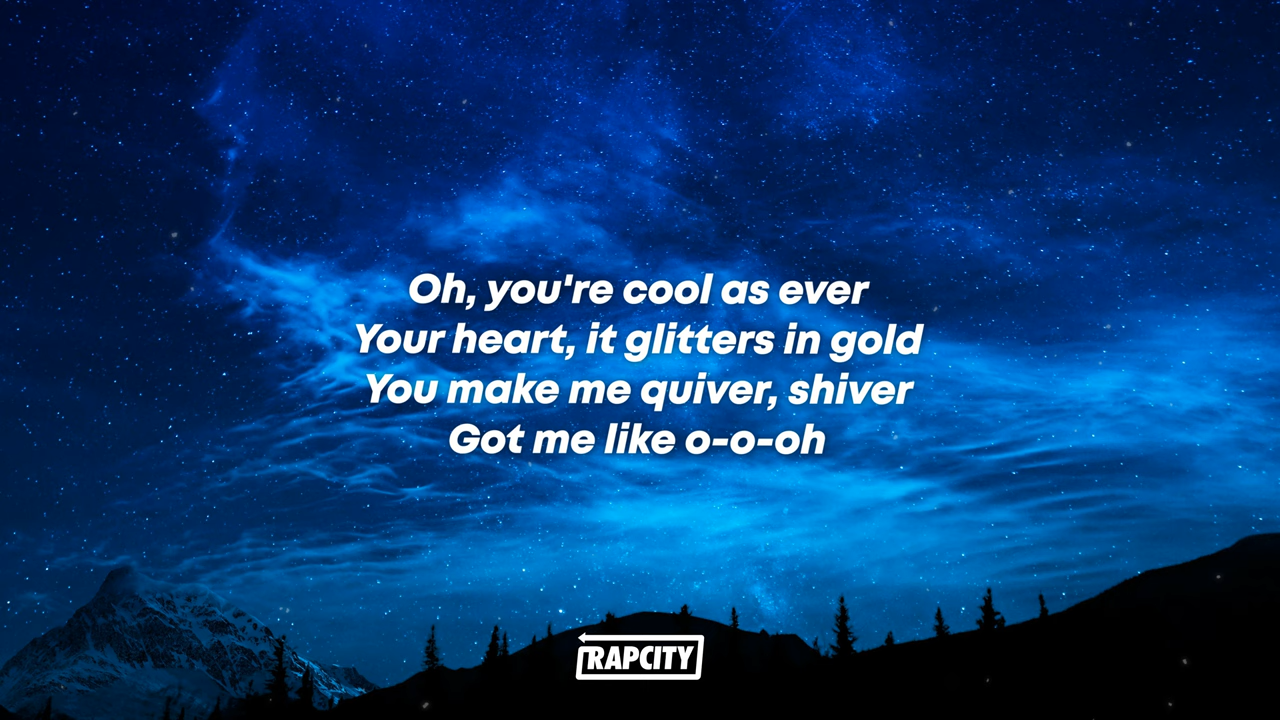 Oh, you're cool as ever
Your heart, it glitters in gold
You make me quiver, shiver
Got me like o-o-oh
RAPCITY